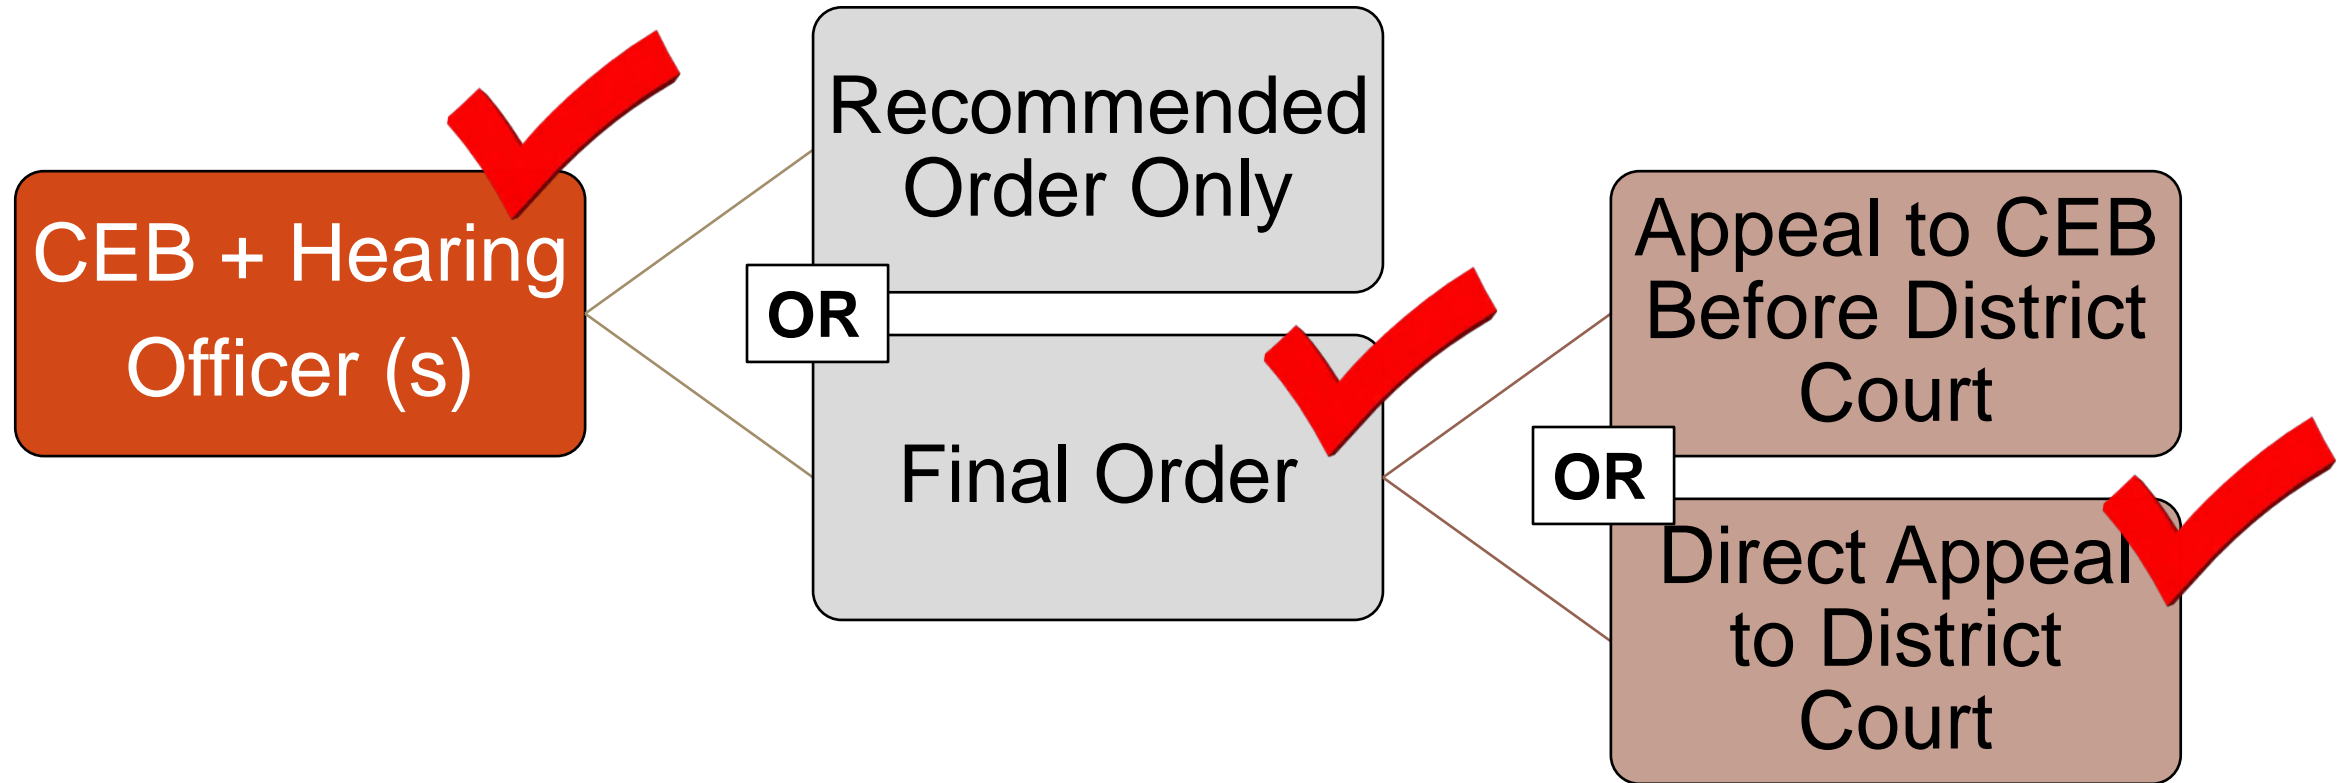 CEB + Hearing
Officer (s)
Recommended
Order Only
OR
Final Order
Appeal to CEB
Before District
Court
OR
Direct Appeal
to District
Court